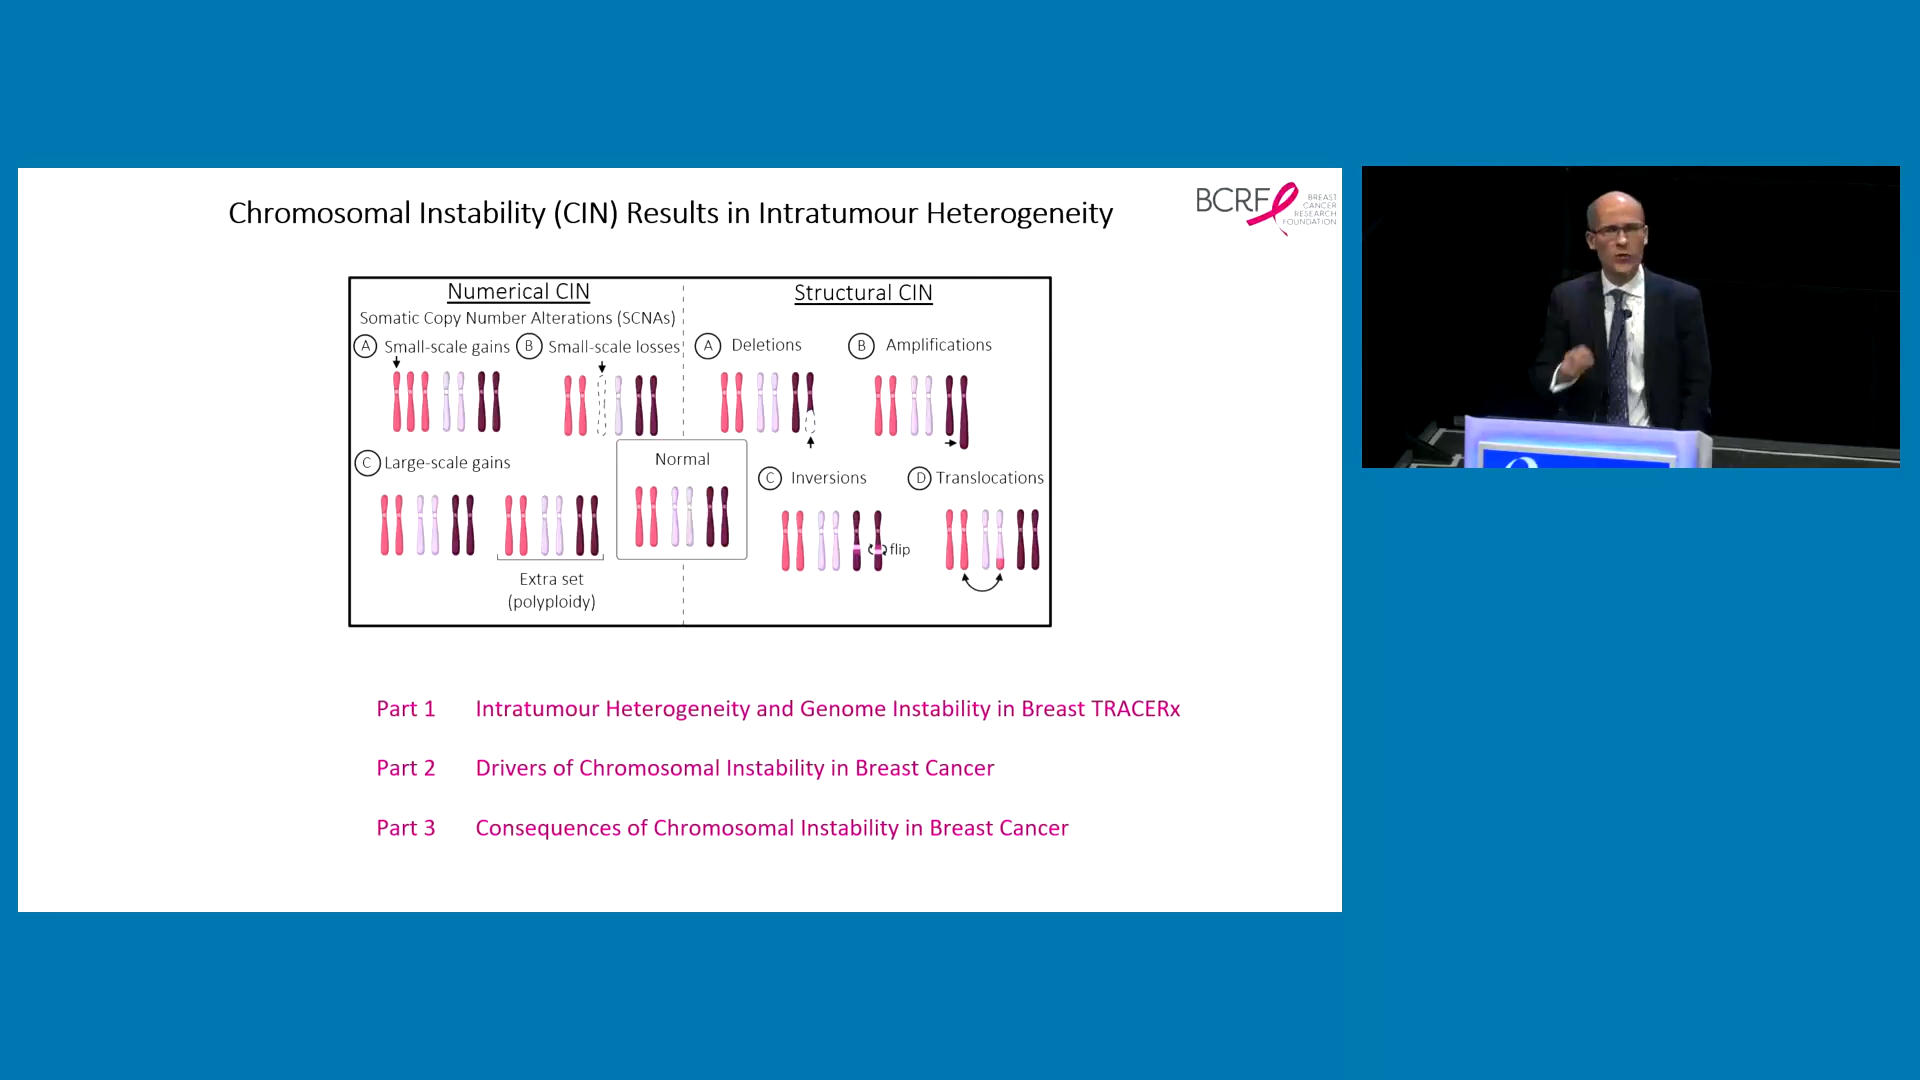 Chromosomal Instability (CIN) Results in Intratumour Heterogeneity
BCRF
BREAST
CANCER
RESEARCH
FOUNDATION
Numerical CIN
Somatic Copy Number Alterations (SCNAs)
A Small-scale gains
B Small-scale losses
C Large-scale gains
Extra set
(polyploidy)
Normal
Structural CIN
A Deletions
B Amplifications
C Inversions
flip
D Translocations
Part 1 Intratumour Heterogeneity and Genome Instability in Breast TRACERx
Part 2 Drivers of Chromosomal Instability in Breast Cancer
Part 3 Consequences of Chromosomal Instability in Breast Cancer